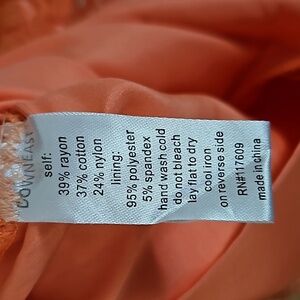 DOWNEAST
self:
39% rayon
37% cotton
24% nylon
lining:
95% polyester
5% spandex
hand wash cold
do not bleach
lay flat to dry
cool iron
on reverse side
RN#117609
made in china